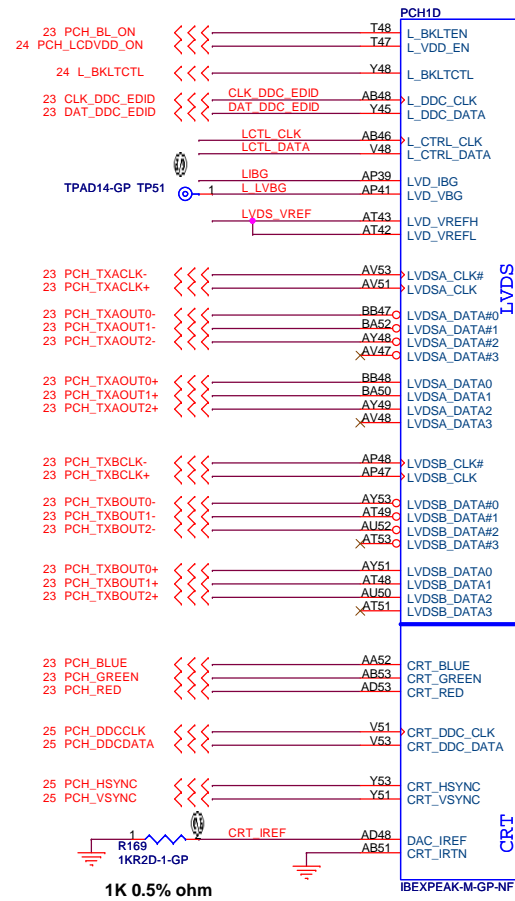 PCH1D
23 PCH_BL_ON T48 L_BKLTEN
24 PCH_LCDVDD_ON T47 L_VDD_EN
24 L_BKLTCTL Y48 L_BKLTCTL
23 CLK_DDC_EDID CLK_DDC_EDID AB48 L_DDC_CLK
23 DAT_DDC_EDID DAT_DDC_EDID Y45 L_DDC_DATA
LCTL_CLK AB46 L_CTRL_CLK
LCTL_DATA V48 L_CTRL_DATA
LIBG AP39 LVD_IBG
TPAD14-GP TP51 1 L_LVBG AP41 LVD_VBG
LVDS_VREF AT43 LVD_VREFH
AT42 LVD_VREFL
LVDS
23 PCH_TXACLK- AV53 LVDSA_CLK#
23 PCH_TXACLK+ AV51 LVDSA_CLK
23 PCH_TXAOUT0- BB47 LVDSA_DATA#0
23 PCH_TXAOUT1- BA52 LVDSA_DATA#1
23 PCH_TXAOUT2- AY48 LVDSA_DATA#2
AV47 LVDSA_DATA#3
23 PCH_TXAOUT0+ BB48 LVDSA_DATA0
23 PCH_TXAOUT1+ BA50 LVDSA_DATA1
23 PCH_TXAOUT2+ AY49 LVDSA_DATA2
AV48 LVDSA_DATA3
23 PCH_TXBCLK- AP48 LVDSB_CLK#
23 PCH_TXBCLK+ AP47 LVDSB_CLK
23 PCH_TXBOUT0- AY53 LVDSB_DATA#0
23 PCH_TXBOUT1- AT49 LVDSB_DATA#1
23 PCH_TXBOUT2- AU52 LVDSB_DATA#2
AT53 LVDSB_DATA#3
23 PCH_TXBOUT0+ AY51 LVDSB_DATA0
23 PCH_TXBOUT1+ AT48 LVDSB_DATA1
23 PCH_TXBOUT2+ AU50 LVDSB_DATA2
AT51 LVDSB_DATA3
23 PCH_BLUE AA52 CRT_BLUE
23 PCH_GREEN AB53 CRT_GREEN
23 PCH_RED AD53 CRT_RED
25 PCH_DDCCLK V51 CRT_DDC_CLK
25 PCH_DDCDATA V53 CRT_DDC_DATA
25 PCH_HSYNC Y53 CRT_HSYNC
25 PCH_VSYNC Y51 CRT_VSYNC
CRT
1 2 CRT_IREF AD48 DAC_IREF
R169 AB51 CRT_IRTN
1KR2D-1-GP
1K 0.5% ohm
IBEXPEAK-M-GP-NF